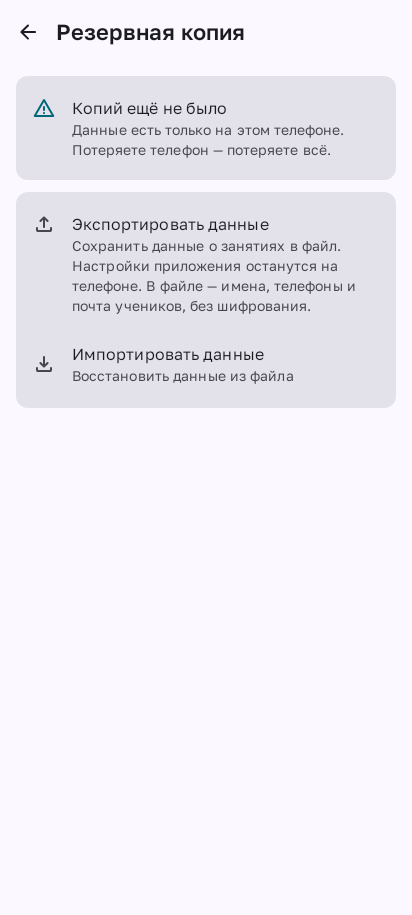 Резервная копия
Копий ещё не было
Данные есть только на этом телефоне.
Потеряете телефон — потеряете всё.
Экспортировать данные
Сохранить данные о занятиях в файл.
Настройки приложения останутся на
телефоне. В файле — имена, телефоны и
почта учеников, без шифрования.
Импортировать данные
Восстановить данные из файла